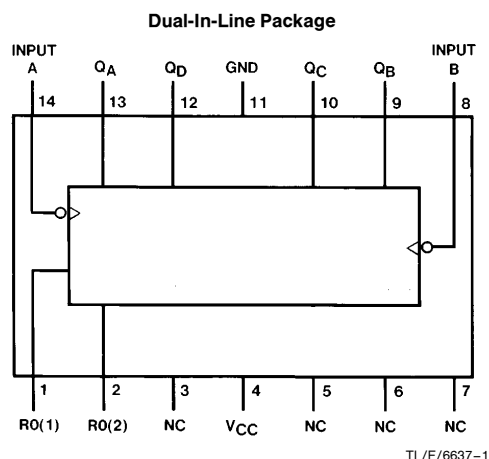 Dual-In-Line Package
INPUT A QA QD GND QC QB INPUT B
14 13 12 11 10 9 8
1 2 3 4 5 6 7
R0(1) R0(2) NC VCC NC NC NC
TL/F/6637–1